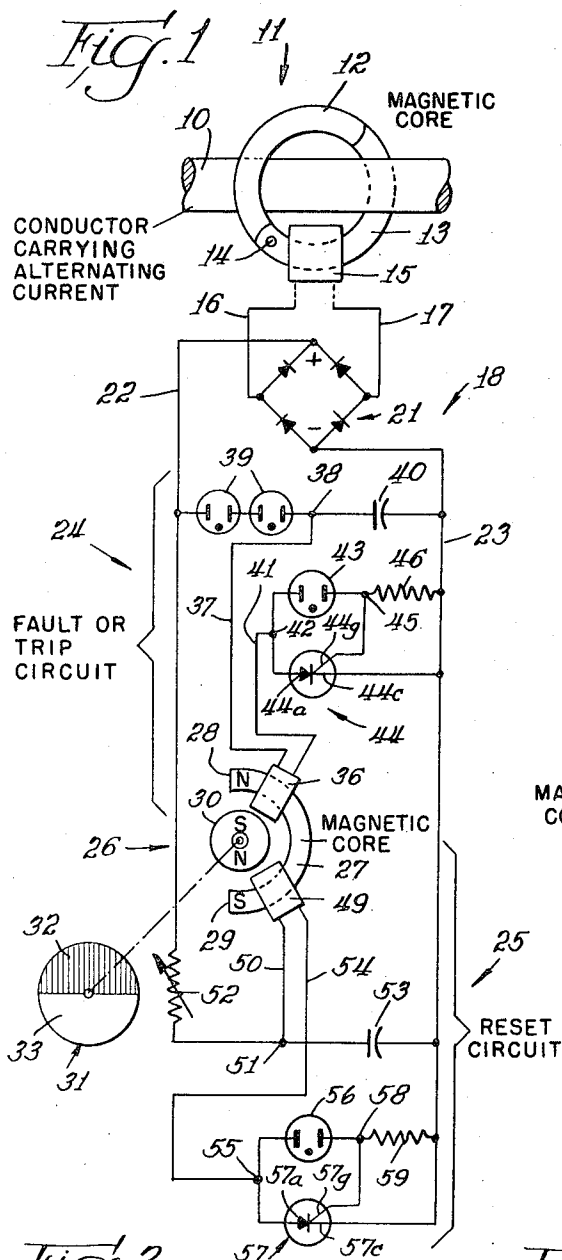 Fig. 1
11
12
MAGNETIC
CORE
10
CONDUCTOR
CARRYING
ALTERNATING
CURRENT
14
13
15
16
17
+
22
18
−
21
39
38
40
24
23
43
46
41
37
42
44g
45
FAULT OR
TRIP
CIRCUIT
44a
44c
44
28
N
36
30
S
N
MAGNETIC
CORE
MA
CO
26
27
S
49
29
25
32
50
54
52
53
33
51
RESET
CIRCUIT
31
56
58
55
57a
57g
59
57
57c
Fig. 2